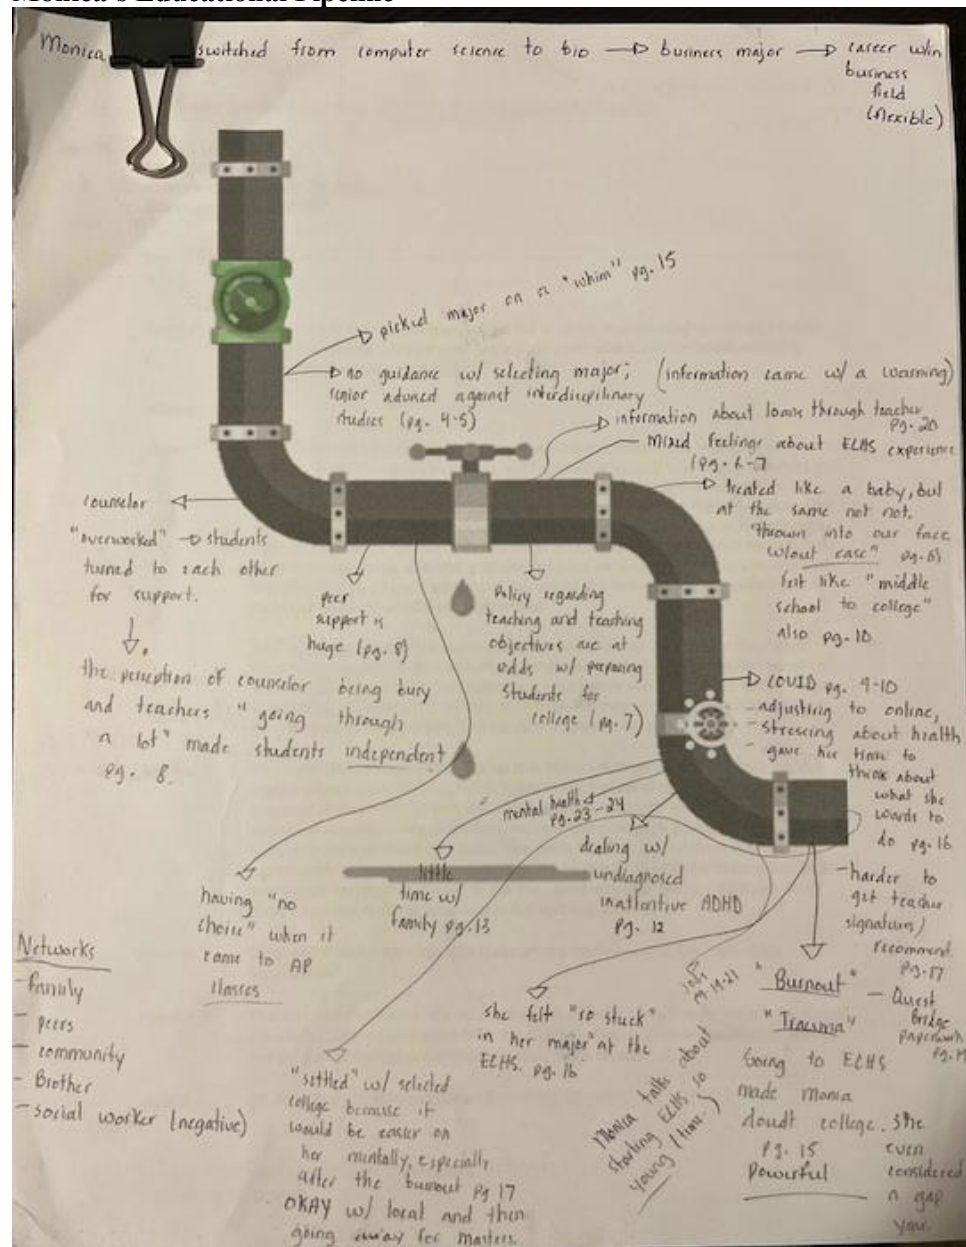 Monica's Educational Pipeline
Monica switched from computer science to bio → business major → career w/in
business
field
(flexible)
picked major on a "whim" pg. 15
no guidance w/ selecting major; (information came w/ a warning)
senior advised against interdisciplinary
studies (pg. 4-5)
information about loans through teacher
pg. 20
Mixed feelings about ECHS experience
(pg. 6-7
treated like a baby, but
at the same not not.
"thrown into our face
w/out ease" pg. 6)
felt like "middle
school to college"
also pg. 10
counselor
"overworked" → students
turned to each other
for support.
the perception of counselor being busy
and teachers "going through
a lot" made students independent
pg. 8.
peer
support is
huge (pg. 8)
Policy regarding
teaching and teaching
objectives are at
odds w/ preparing
students for
college (pg. 7)
COVID pg. 9-10
- adjusting to online,
- stressing about health
- gave her time to
think about
what she
wants to
do pg. 16
- harder to
get teacher
signature/
recommend.
pg. 17
- Quest
Bridge
paperwork
mental health
pg. 23-24
little
time w/
family pg. 13
dealing w/
undiagnosed
inattentive ADHD
pg. 12
having "no
choice" when it
came to AP
classes
she felt "so stuck"
in her major at the
ECHS. pg. 16
"settled" w/ selected
college because it
would be easier on
her mentally, especially
after the burnout pg 17
OKAY w/ local and then
going away for masters.
Monica talks about
starting ECHS so
young (time.)
"Burnout"
"Trauma"
Going to ECHS
made Monica
doubt college. She
pg. 15 even
Powerful considered
a gap
year.
Networks
- family
- peers
- community
- Brother
- social worker (negative)